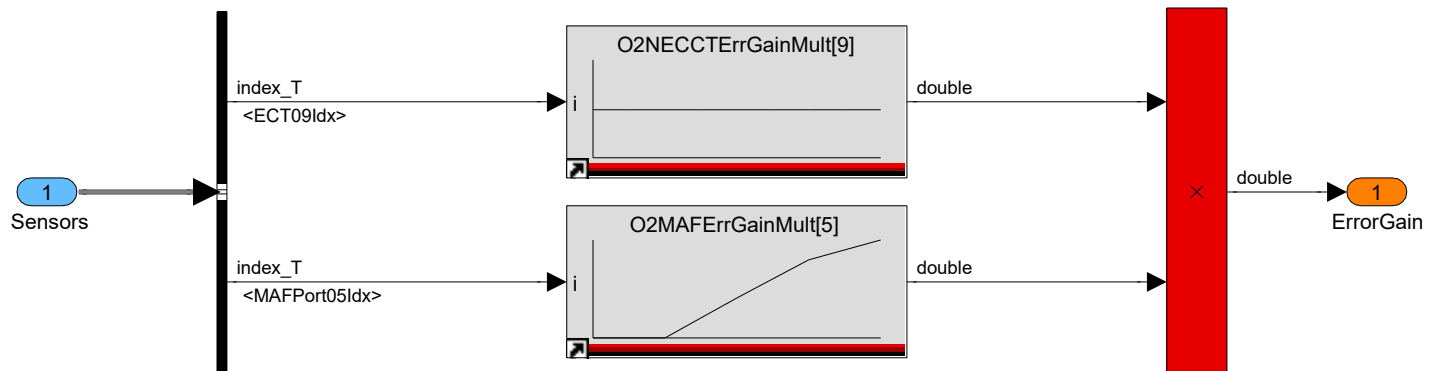 O2NECCTErrGainMult[9]
index_T
i
double
<ECT09Idx>
1
Sensors
double
1
ErrorGain
O2MAFErrGainMult[5]
index_T
i
double
<MAFPort05Idx>